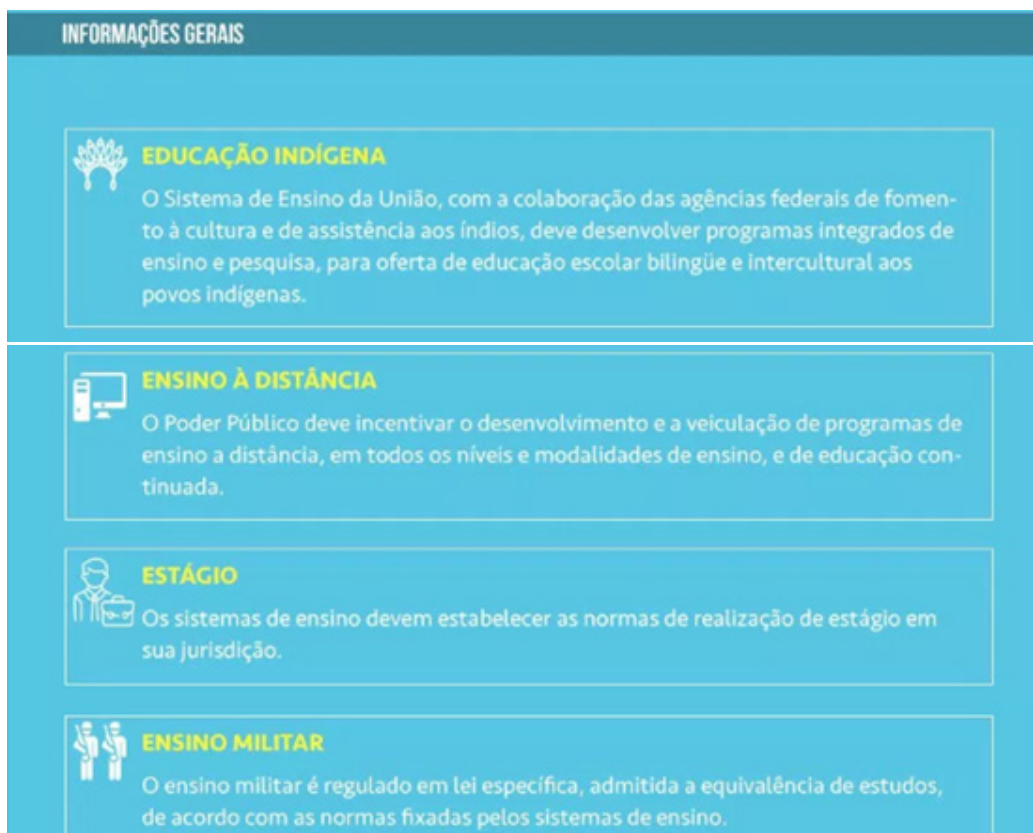 INFORMAÇÕES GERAIS
EDUCAÇÃO INDÍGENA
O Sistema de Ensino da União, com a colaboração das agências federais de fomen-
to à cultura e de assistência aos índios, deve desenvolver programas integrados de
ensino e pesquisa, para oferta de educação escolar bilingüe e intercultural aos
povos indígenas.
ENSINO À DISTÂNCIA
O Poder Público deve incentivar o desenvolvimento e a veiculação de programas de
ensino a distância, em todos os níveis e modalidades de ensino, e de educação con-
tinuada.
ESTÁGIO
Os sistemas de ensino devem estabelecer as normas de realização de estágio em
sua jurisdição.
ENSINO MILITAR
O ensino militar é regulado em lei específica, admitida a equivalência de estudos,
de acordo com as normas fixadas pelos sistemas de ensino.